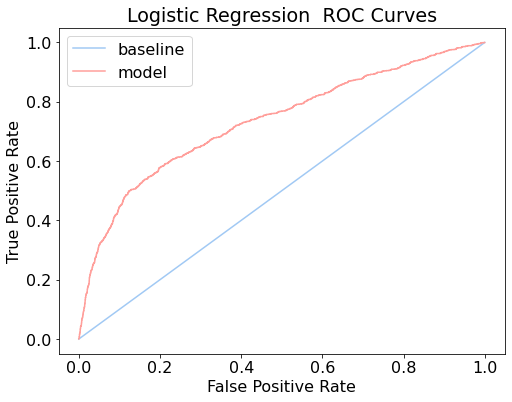 Logistic Regression  ROC Curves
baseline
model
True Positive Rate
1.0
0.8
0.6
0.4
0.2
0.0
0.0 0.2 0.4 0.6 0.8 1.0
False Positive Rate